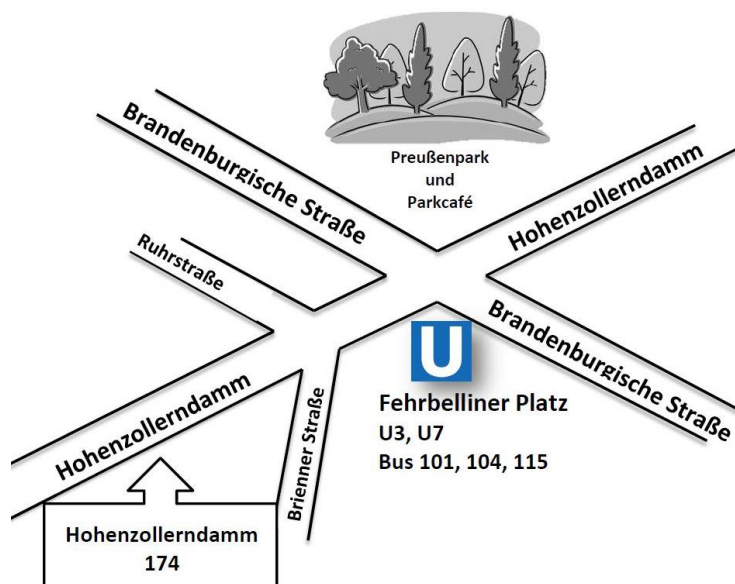 Preußenpark
und
Parkcafé
Brandenburgische Straße
Hohenzollerndamm
Ruhrstraße
Brandenburgische Straße
U
Fehrbelliner Platz
U3, U7
Bus 101, 104, 115
Hohenzollerndamm
Brienner Straße
Hohenzollerndamm
174